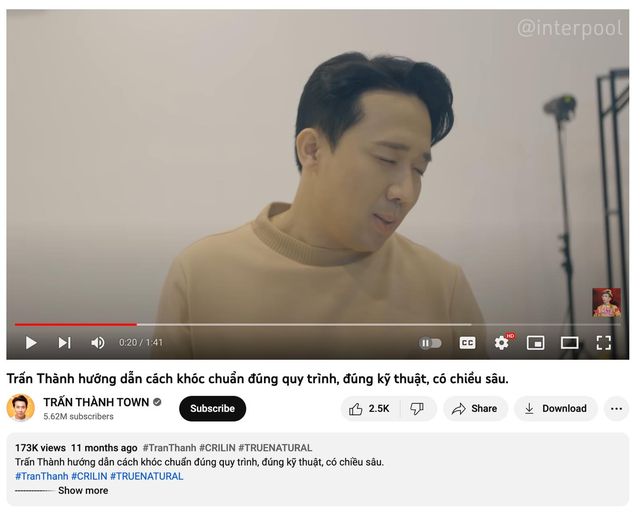 @interpool
HD
CC
0:20 / 1:41
Trấn Thành hướng dẫn cách khóc chuẩn đúng quy trình, đúng kỹ thuật, có chiều sâu.
TRẤN THÀNH TOWN
5.62M subscribers
Subscribe
2.5K
Share
Download
173K views 11 months ago #TranThanh #CRILIN #TRUENATURAL
Trấn Thành hướng dẫn cách khóc chuẩn đúng quy trình, đúng kỹ thuật, có chiều sâu.
#TranThanh #CRILIN #TRUENATURAL
Show more